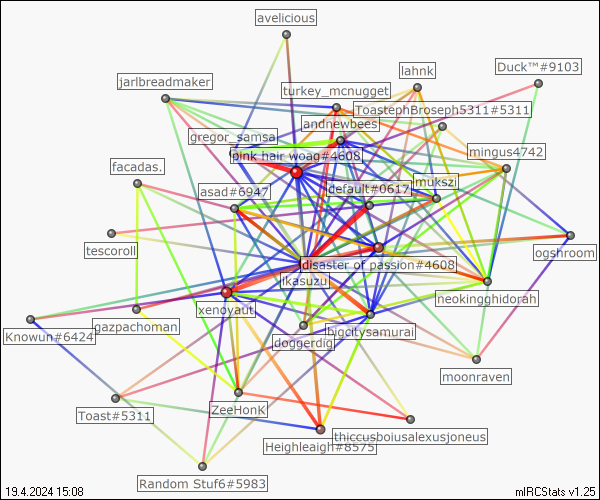 avelicious
Duck™#9103
lahnk
jarlbreadmaker
turkey_mcnugget
ToastephBroseph5311#5311
andnewbees
gregor_samsa
mingus4742
pink hair woag#4608
facadas.
mukszi
default#0617
asad#6947
tescoroll
ogshroom
disaster of passion#4608
ikasuzu
neokingghidorah
xenoyaut
gazpachoman
bigcitysamurai
Knowun#6424
doggerdig
moonraven
ZeeHonK
Toast#5311
thiccusboiusalexusjoneus
Heighleaigh#8575
Random Stuf6#5983
19.4.2024 15:08
mIRCStats v1.25